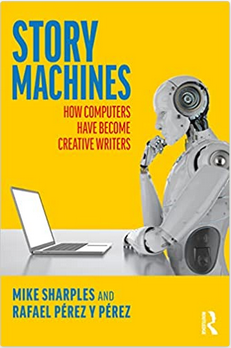 STORY
MACHINES
HOW COMPUTERS
HAVE BECOME
CREATIVE WRITERS
MIKE SHARPLES AND
RAFAEL PÉREZ Y PÉREZ